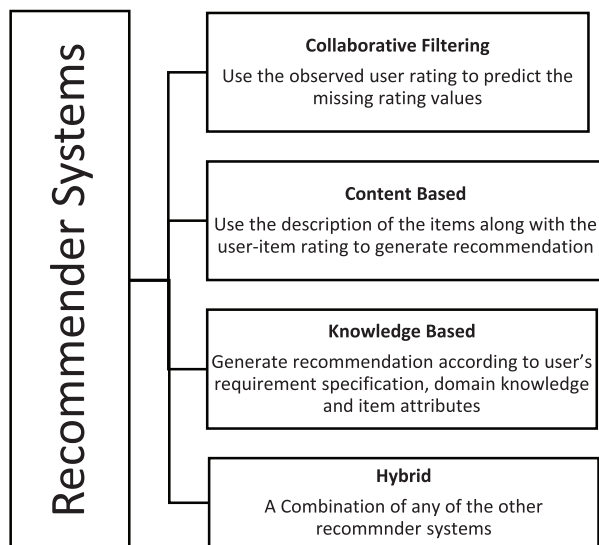 Recommender Systems
Collaborative Filtering
Use the observed user rating to predict the
missing rating values
Content Based
Use the description of the items along with the
user-item rating to generate recommendation
Knowledge Based
Generate recommendation according to user’s
requirement specification, domain knowledge
and item attributes
Hybrid
A Combination of any of the other
recommnder systems